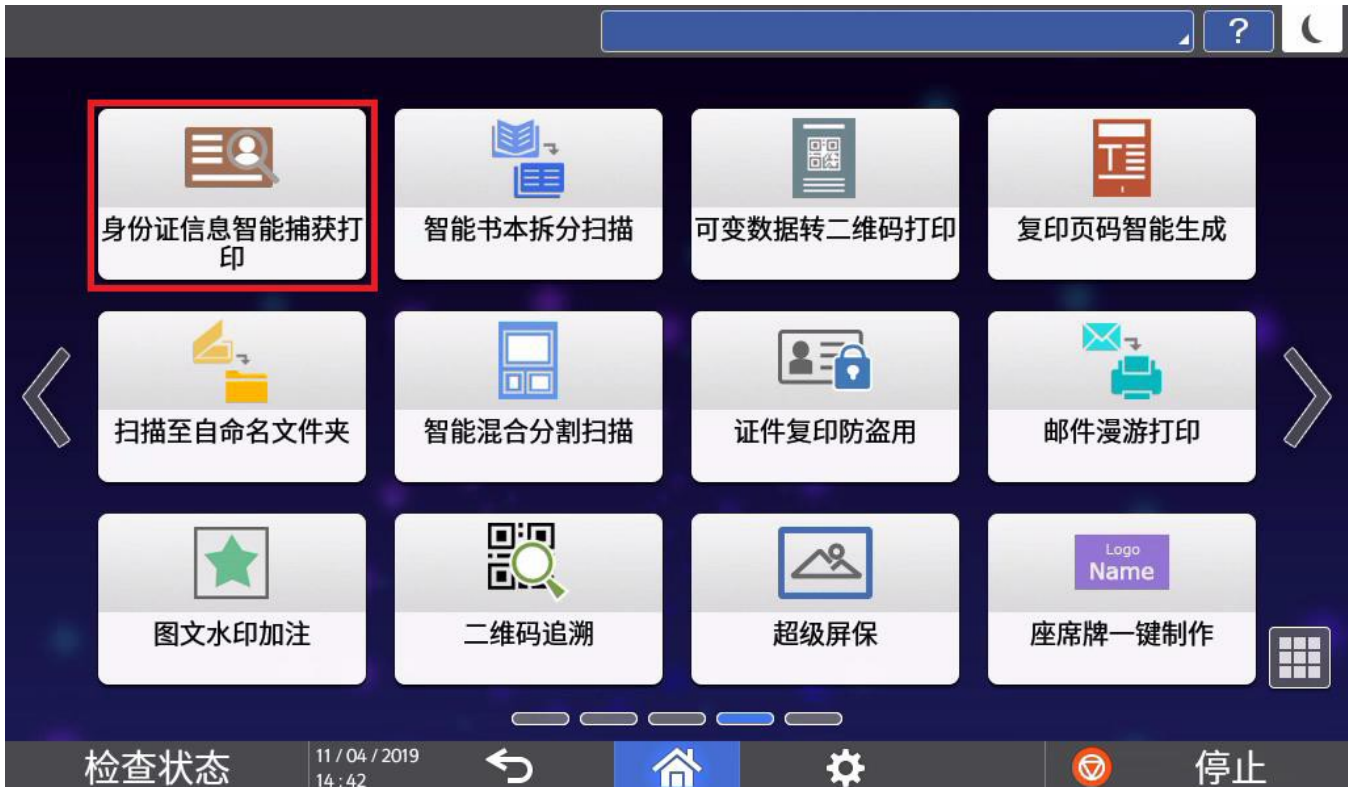 ?
身份证信息智能捕获打
印
智能书本拆分扫描
可变数据转二维码打印
复印页码智能生成
扫描至自命名文件夹
智能混合分割扫描
证件复印防盗用
邮件漫游打印
图文水印加注
二维码追溯
超级屏保
Logo
Name
座席牌一键制作
检查状态
11 / 04 / 2019
14 : 42
停止